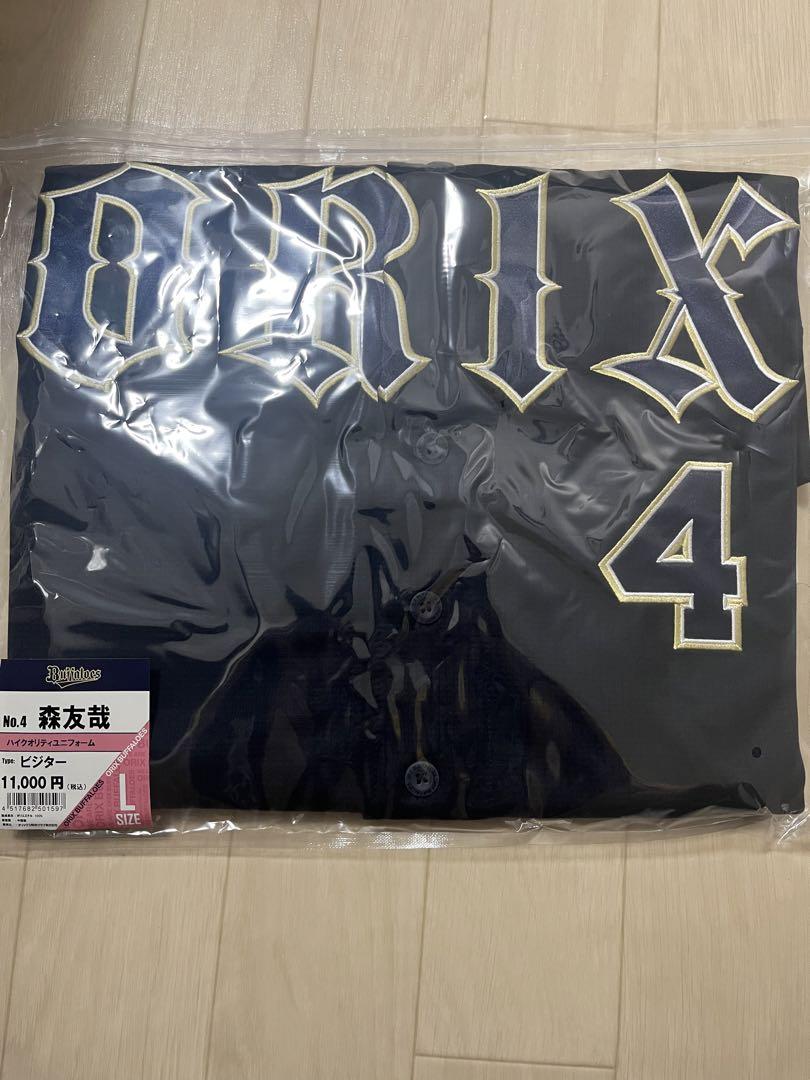 ORIX
4
Buffaloes
No.4 森友哉
ハイクオリティユニフォーム
Type: ビジター
11,000円(税込)
4517682501597
L
SIZE
ORIX BUFFALOES
ORIX BUFFALOES